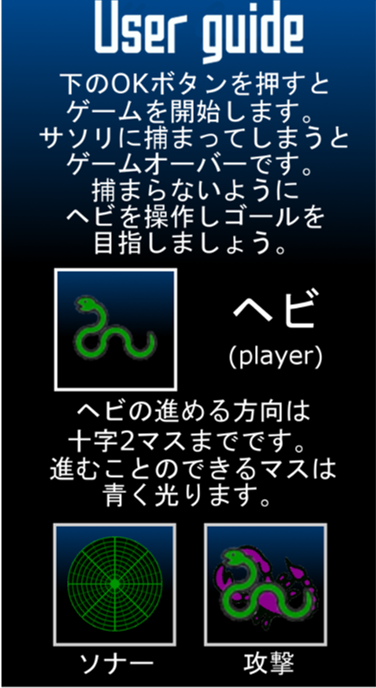 User guide
下のOKボタンを押すと
ゲームを開始します。
サソリに捕まってしまうと
ゲームオーバーです。
捕まらないように
ヘビを操作しゴールを
目指しましょう。
ヘビ
(player)
ヘビの進める方向は
十字2マスまでです。
進むことのできるマスは
青く光ります。
ソナー
攻撃